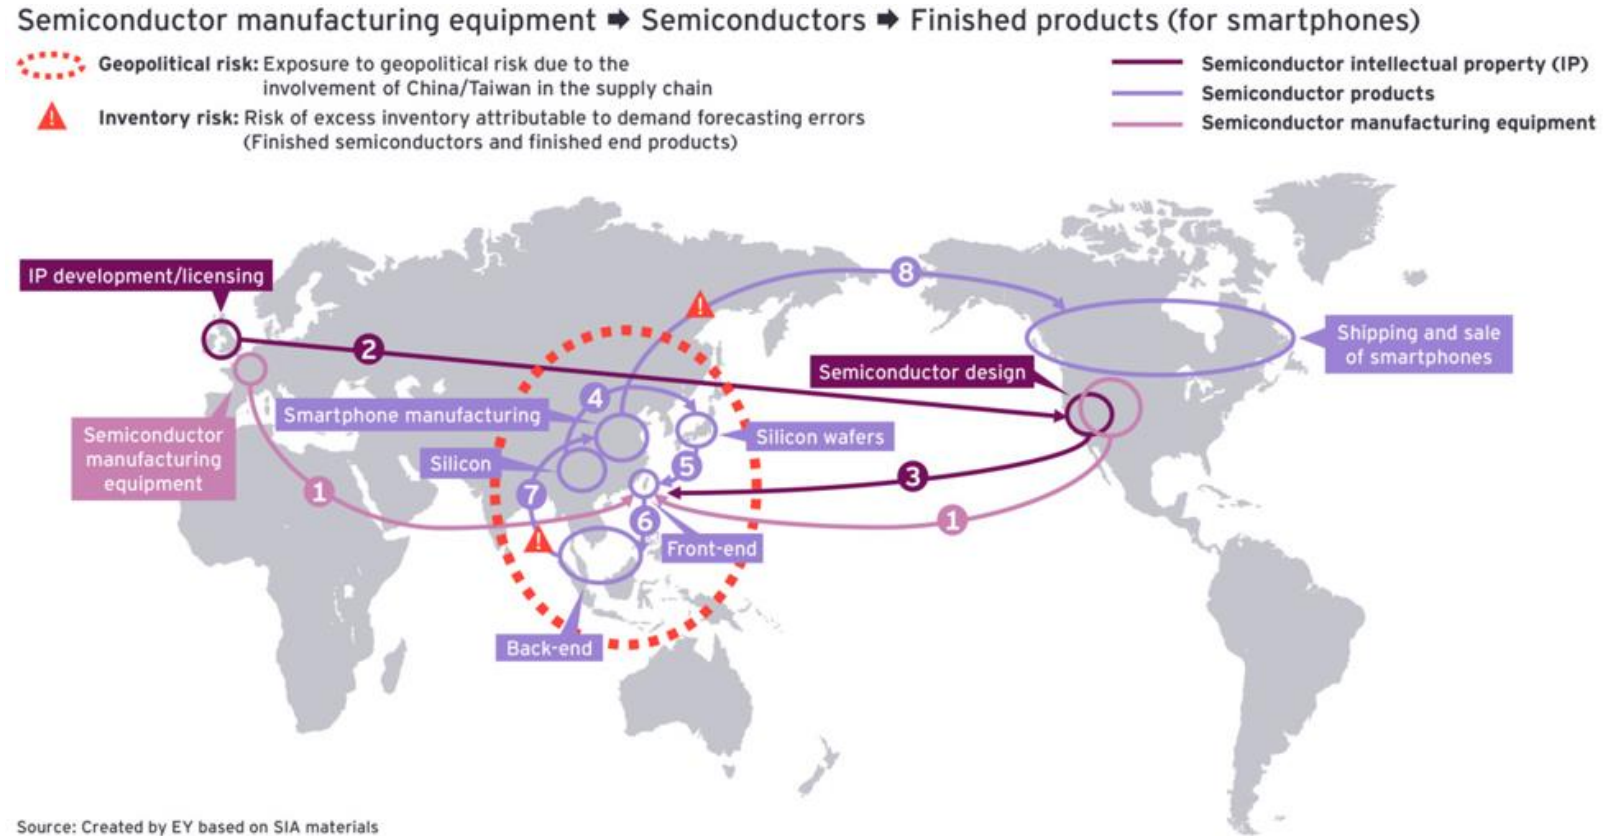 Semiconductor manufacturing equipment ➡ Semiconductors ➡ Finished products (for smartphones)
Geopolitical risk: Exposure to geopolitical risk due to the
involvement of China/Taiwan in the supply chain
! Inventory risk: Risk of excess inventory attributable to demand forecasting errors
(Finished semiconductors and finished end products)
Semiconductor intellectual property (IP)
Semiconductor products
Semiconductor manufacturing equipment
IP development/licensing
8
!
Shipping and sale
of smartphones
2
Semiconductor design
4
Smartphone manufacturing
Semiconductor
manufacturing
equipment
Silicon wafers
Silicon
5
3
7
1
6
1
!
Front-end
Back-end
Source: Created by EY based on SIA materials